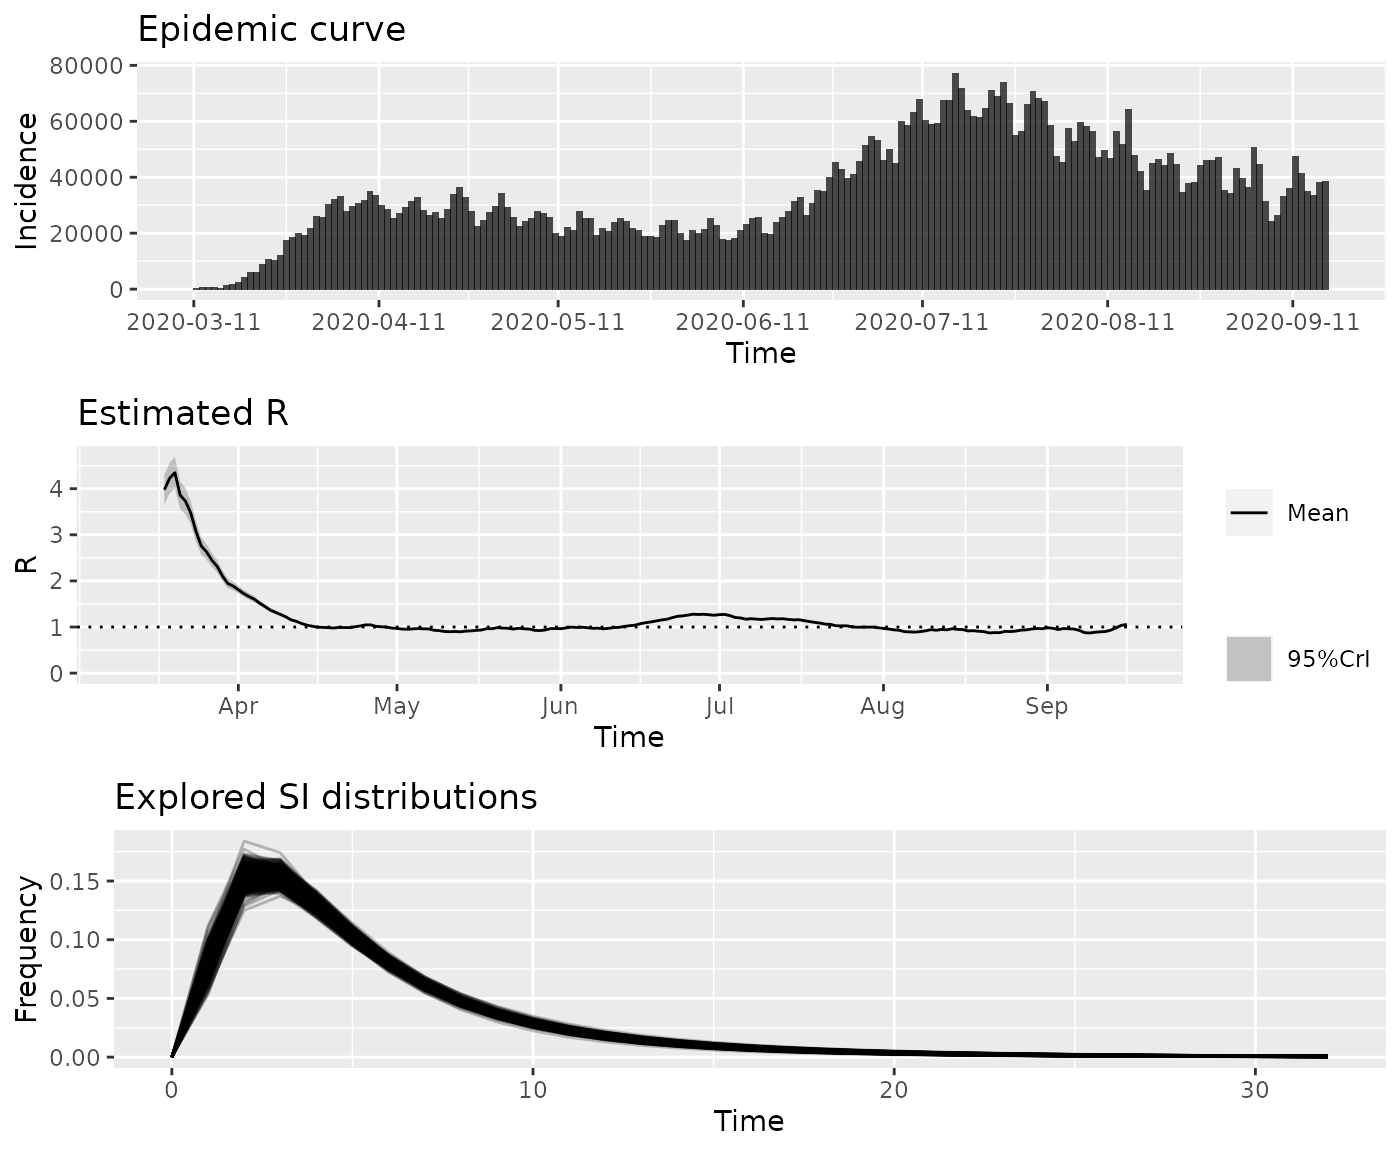 Epidemic curve
80000
60000
40000
20000
0
Incidence
2020-03-11 2020-04-11 2020-05-11 2020-06-11 2020-07-11 2020-08-11 2020-09-11
Time
Estimated R
4
3
2
1
0
R
Apr May Jun Jul Aug Sep
Time
Mean
95%CrI
Explored SI distributions
0.15
0.10
0.05
0.00
Frequency
0 10 20 30
Time